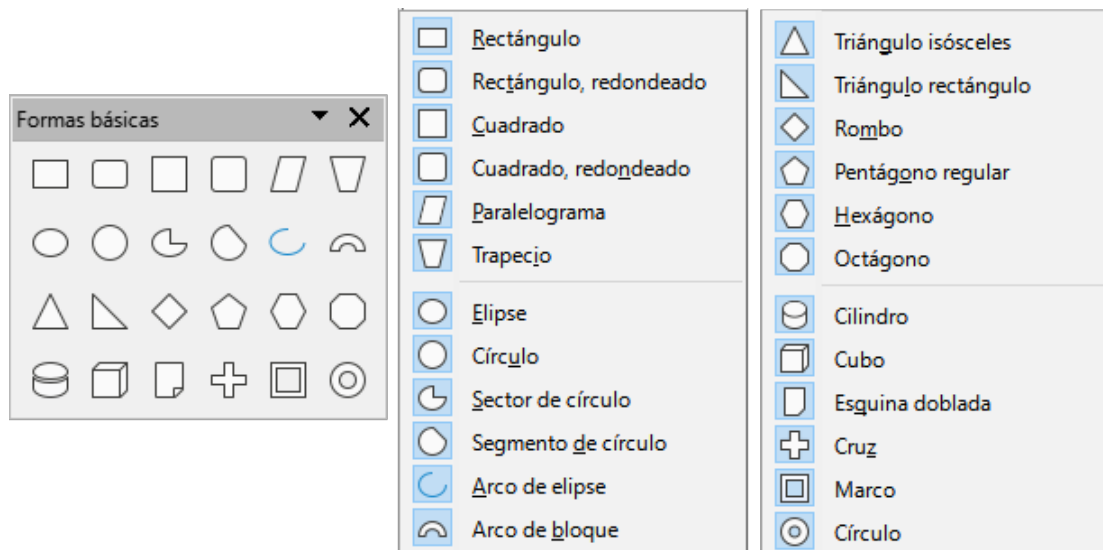 Formas básicas
Rectángulo
Rectángulo, redondeado
Cuadrado
Cuadrado, redondeado
Paralelograma
Trapecio
Elipse
Círculo
Sector de círculo
Segmento de círculo
Arco de elipse
Arco de bloque
Triángulo isósceles
Triángulo rectángulo
Rombo
Pentágono regular
Hexágono
Octágono
Cilindro
Cubo
Esquina doblada
Cruz
Marco
Círculo